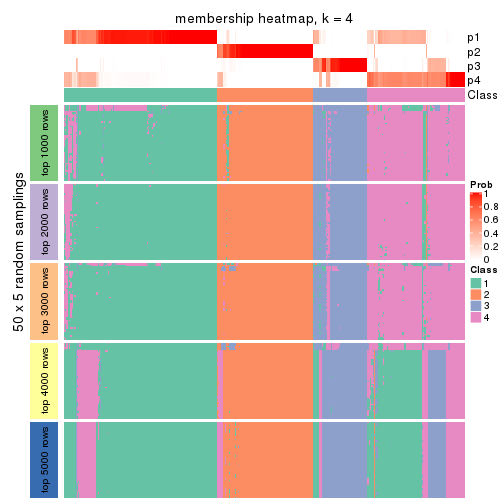 membership heatmap, k = 4
p1
p2
p3
p4
Class
50 x 5 random samplings
top 1000 rows
top 2000 rows
top 3000 rows
top 4000 rows
top 5000 rows
Prob
1
0.8
0.6
0.4
0.2
0
Class
1
2
3
4